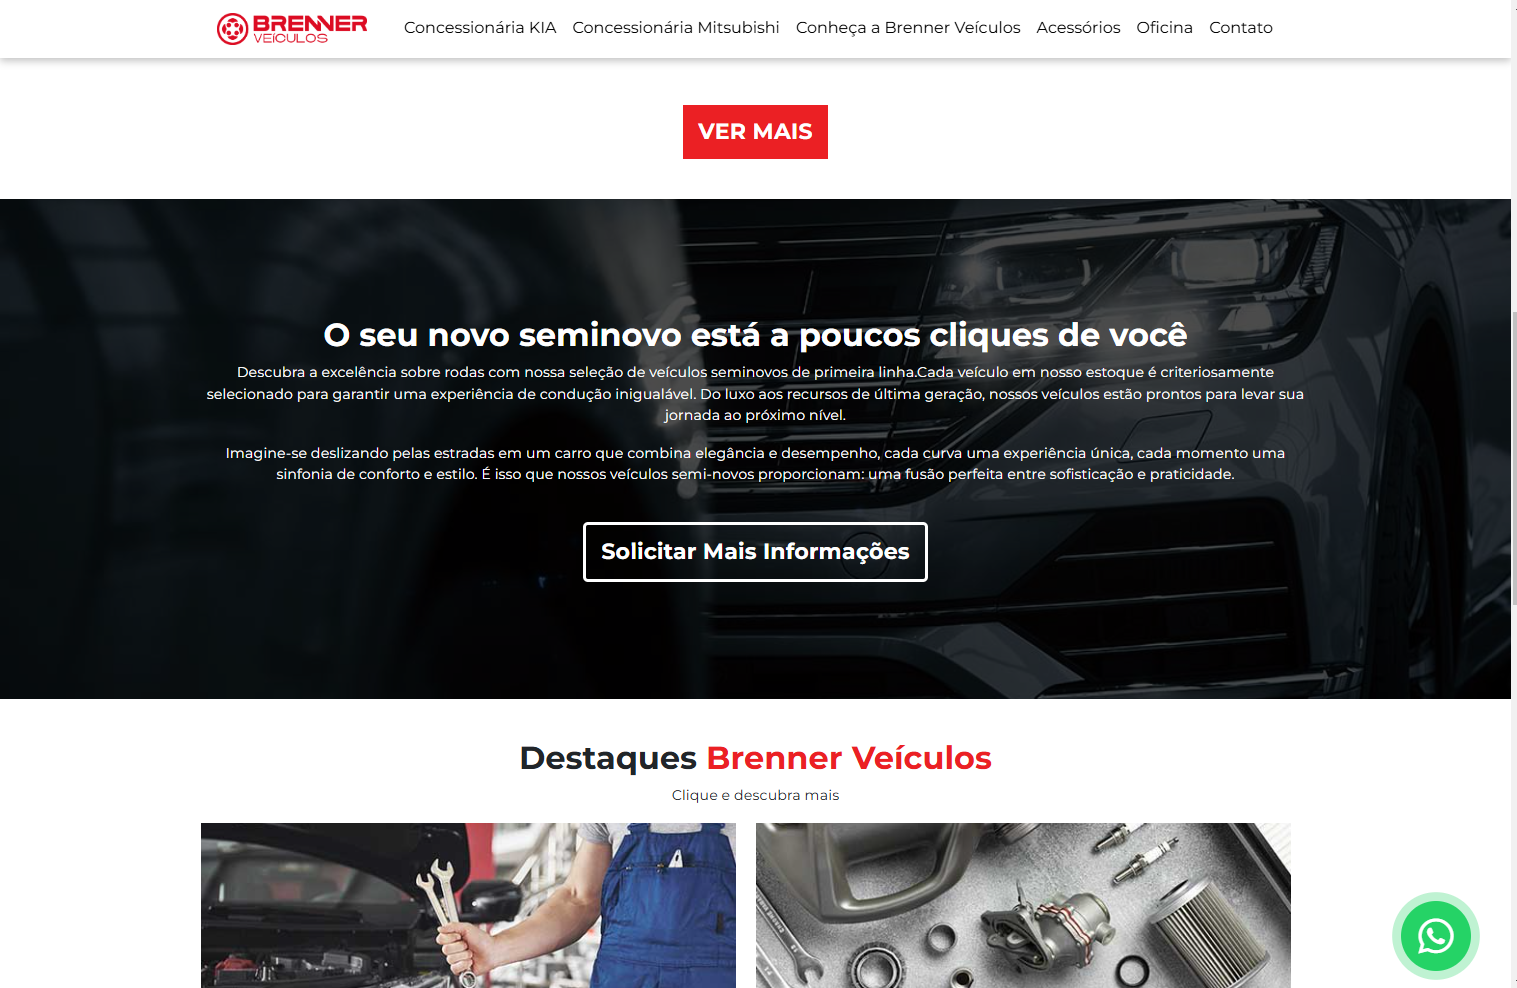 BRENNER
VEÍCULOS
Concessionária KIA Concessionária Mitsubishi Conheça a Brenner Veículos Acessórios Oficina Contato
VER MAIS
O seu novo seminovo está a poucos cliques de você
Descubra a excelência sobre rodas com nossa seleção de veículos seminovos de primeira linha.Cada veículo em nosso estoque é criteriosamente
selecionado para garantir uma experiência de condução inigualável. Do luxo aos recursos de última geração, nossos veículos estão prontos para levar sua
jornada ao próximo nível.
Imagine-se deslizando pelas estradas em um carro que combina elegância e desempenho, cada curva uma experiência única, cada momento uma
sinfonia de conforto e estilo. É isso que nossos veículos semi-novos proporcionam: uma fusão perfeita entre sofisticação e praticidade.
Solicitar Mais Informações
Destaques Brenner Veículos
Clique e descubra mais